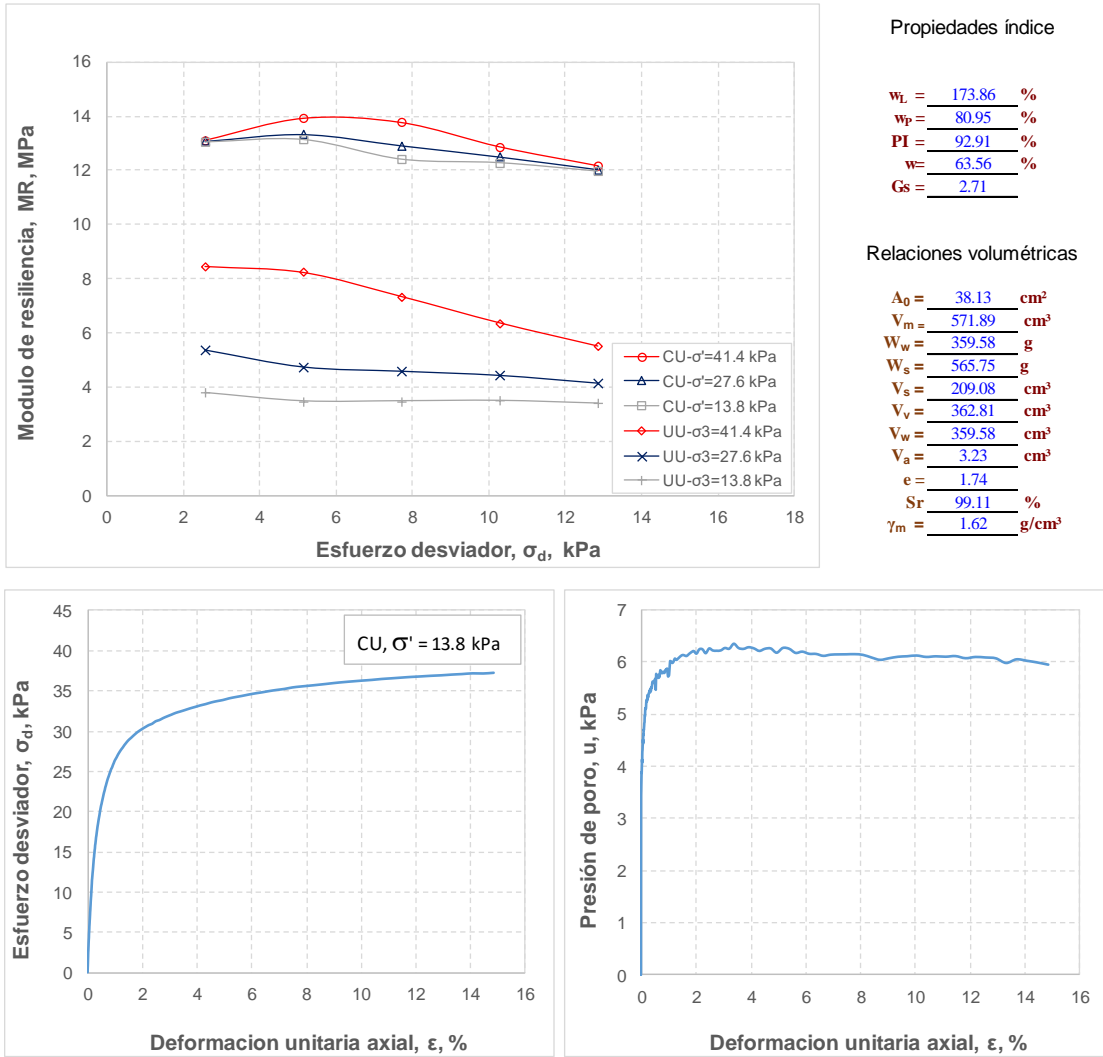 Propiedades índice
16
14
12
10
8
6
4
2
0
Modulo de resiliencia, MR, MPa
0 2 4 6 8 10 12 14 16 18
Esfuerzo desviador, σd, kPa
CU-σ'=41.4 kPa
CU-σ'=27.6 kPa
CU-σ'=13.8 kPa
UU-σ3=41.4 kPa
UU-σ3=27.6 kPa
UU-σ3=13.8 kPa
wL = 173.86 %
wP = 80.95 %
PI = 92.91 %
w= 63.56 %
Gs = 2.71
Relaciones volumétricas
A0 = 38.13 cm²
Vm = 571.89 cm³
Ww = 359.58 g
Ws = 565.75 g
Vs = 209.08 cm³
Vv = 362.81 cm³
Vw = 359.58 cm³
Va = 3.23 cm³
e = 1.74
Sr 99.11 %
γm = 1.62 g/cm³
45
40
35
30
25
20
15
10
5
0
Esfuerzo desviador, σd, kPa
CU, σ' = 13.8 kPa
0 2 4 6 8 10 12 14 16
Deformacion unitaria axial, ε, %
7
6
5
4
3
2
1
0
Presión de poro, u, kPa
0 2 4 6 8 10 12 14 16
Deformacion unitaria axial, ε, %